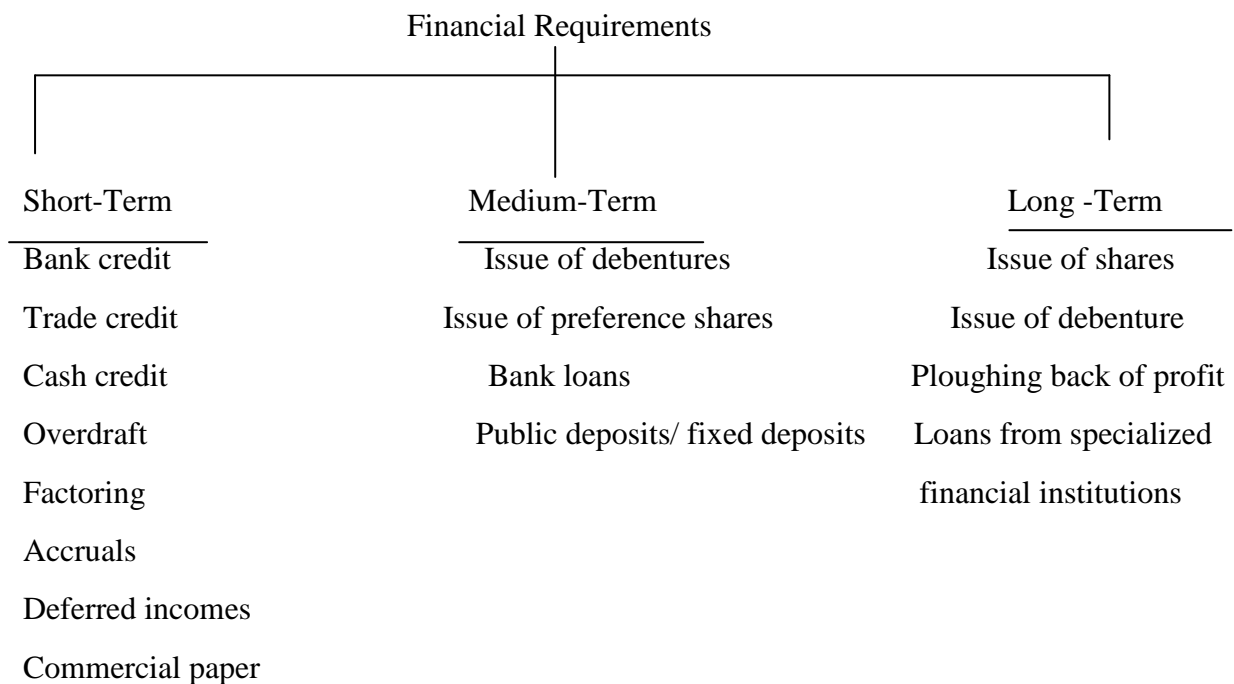 Financial Requirements
Short-Term
Bank credit
Trade credit
Cash credit
Overdraft
Factoring
Accruals
Deferred incomes
Commercial paper
Medium-Term
Issue of debentures
Issue of preference shares
Bank loans
Public deposits/ fixed deposits
Long -Term
Issue of shares
Issue of debenture
Ploughing back of profit
Loans from specialized
financial institutions